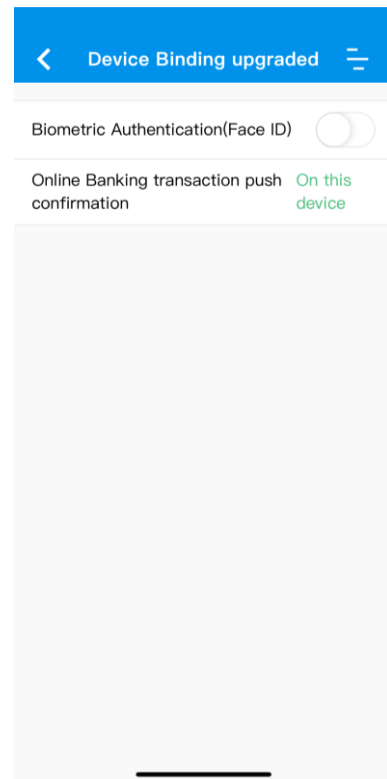 Device Binding upgraded
Biometric Authentication(Face ID)
Online Banking transaction push
confirmation
On this
device